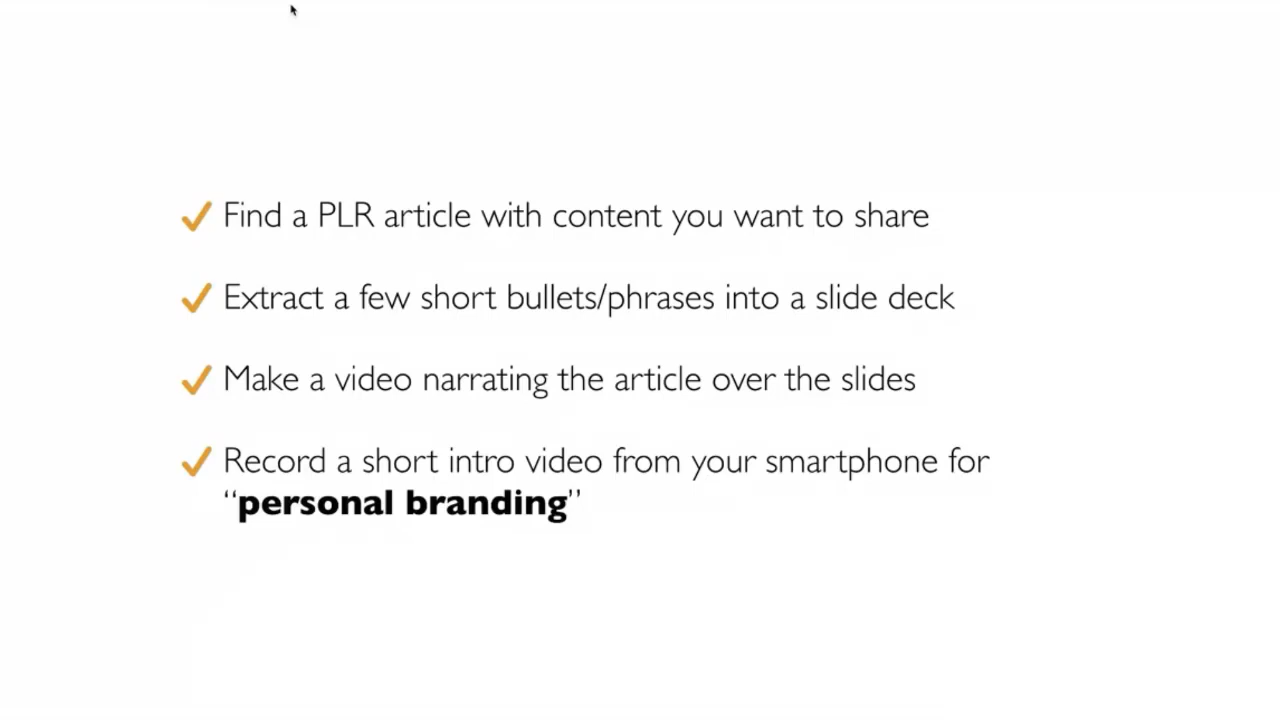 Find a PLR article with content you want to share
Extract a few short bullets/phrases into a slide deck
Make a video narrating the article over the slides
Record a short intro video from your smartphone for
“personal branding”